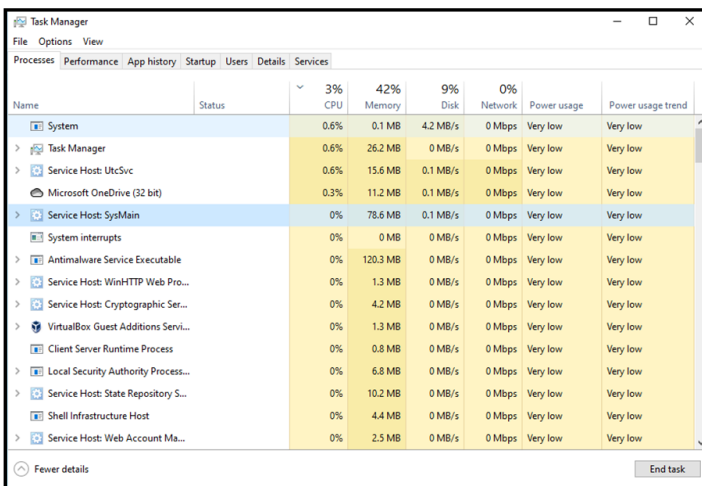 Task Manager
File Options View
Processes Performance App history Startup Users Details Services
3% 42% 9% 0%
Name Status CPU Memory Disk Network Power usage Power usage trend
System 0.6% 0.1 MB 4.2 MB/s 0 Mbps Very low Very low
Task Manager 0.6% 26.2 MB 0 MB/s 0 Mbps Very low Very low
Service Host: UtcSvc 0.6% 15.6 MB 0.1 MB/s 0 Mbps Very low Very low
Microsoft OneDrive (32 bit) 0.3% 11.2 MB 0.1 MB/s 0 Mbps Very low Very low
Service Host: SysMain 0% 78.6 MB 0.1 MB/s 0 Mbps Very low Very low
System interrupts 0% 0 MB 0 MB/s 0 Mbps Very low Very low
Antimalware Service Executable 0% 120.3 MB 0 MB/s 0 Mbps Very low Very low
Service Host: WinHTTP Web Pro... 0% 1.3 MB 0 MB/s 0 Mbps Very low Very low
Service Host: Cryptographic Ser... 0% 4.2 MB 0 MB/s 0 Mbps Very low Very low
VirtualBox Guest Additions Servi... 0% 1.3 MB 0 MB/s 0 Mbps Very low Very low
Client Server Runtime Process 0% 0.8 MB 0 MB/s 0 Mbps Very low Very low
Local Security Authority Process... 0% 6.8 MB 0 MB/s 0 Mbps Very low Very low
Service Host: State Repository S... 0% 10.2 MB 0 MB/s 0 Mbps Very low Very low
Shell Infrastructure Host 0% 4.4 MB 0 MB/s 0 Mbps Very low Very low
Service Host: Web Account Ma... 0% 2.5 MB 0 MB/s 0 Mbps Very low Very low
Fewer details End task